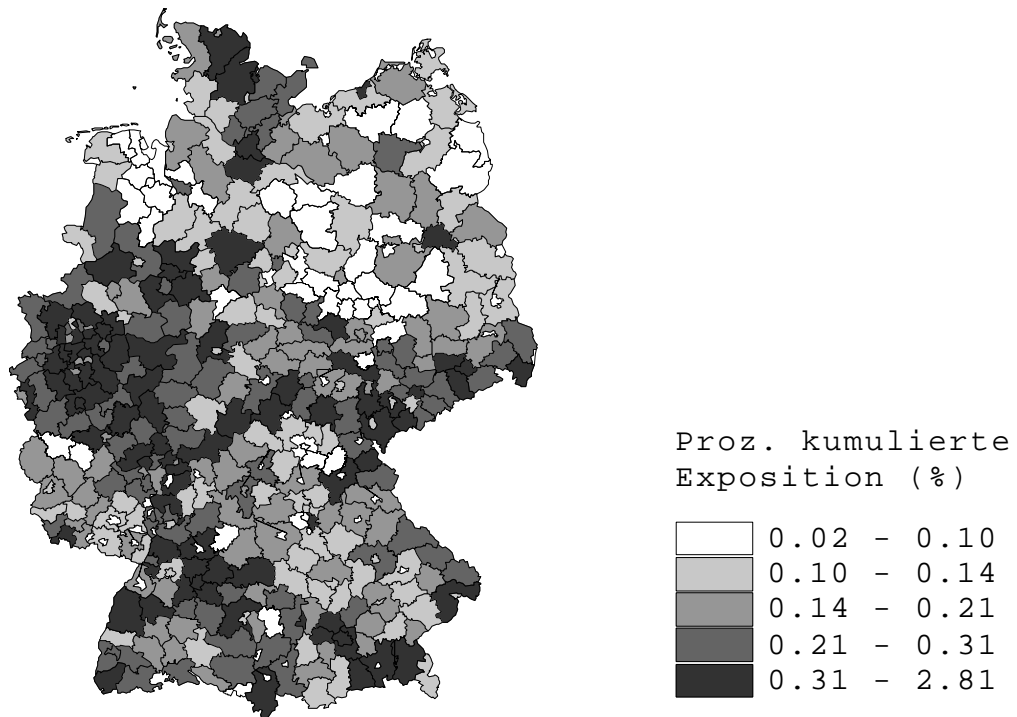 Proz. kumulierte
Exposition (%)
0.02 - 0.10
0.10 - 0.14
0.14 - 0.21
0.21 - 0.31
0.31 - 2.81